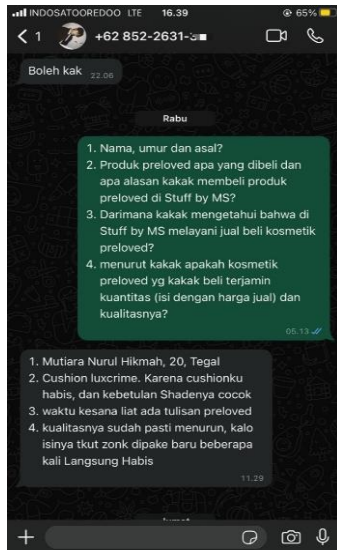 INDOSATOOREDOO LTE 16.39 65%
1 +62 852-2631-
Boleh kak 22.06
Rabu
1. Nama, umur dan asal?
2. Produk preloved apa yang dibeli dan
apa alasan kakak membeli produk
preloved di Stuff by MS?
3. Darimana kakak mengetahui bahwa di
Stuff by MS melayani jual beli kosmetik
preloved?
4. menurut kakak apakah kosmetik
preloved yg kakak beli terjamin
kuantitas (isi dengan harga jual) dan
kualitasnya?
05.13
1. Mutiara Nurul Hikmah, 20, Tegal
2. Cushion luxcrime. Karena cushionku
habis, dan kebetulan Shadenya cocok
3. waktu kesana liat ada tulisan preloved
4. kualitasnya sudah pasti menurun, kalo
isinya tkut zonk dipake baru beberapa
kali Langsung Habis
11.29